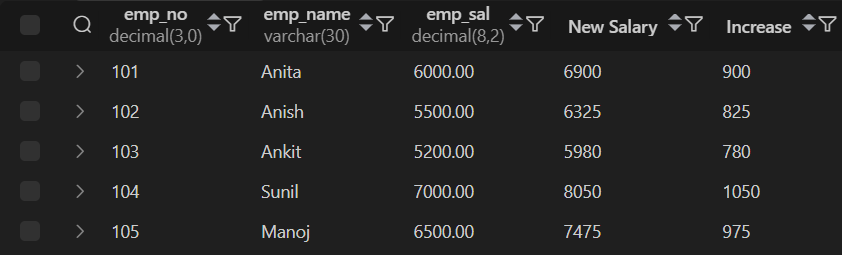 emp_no emp_name emp_sal New Salary Increase
decimal(3,0) varchar(30) decimal(8,2)
101 Anita 6000.00 6900 900
102 Anish 5500.00 6325 825
103 Ankit 5200.00 5980 780
104 Sunil 7000.00 8050 1050
105 Manoj 6500.00 7475 975